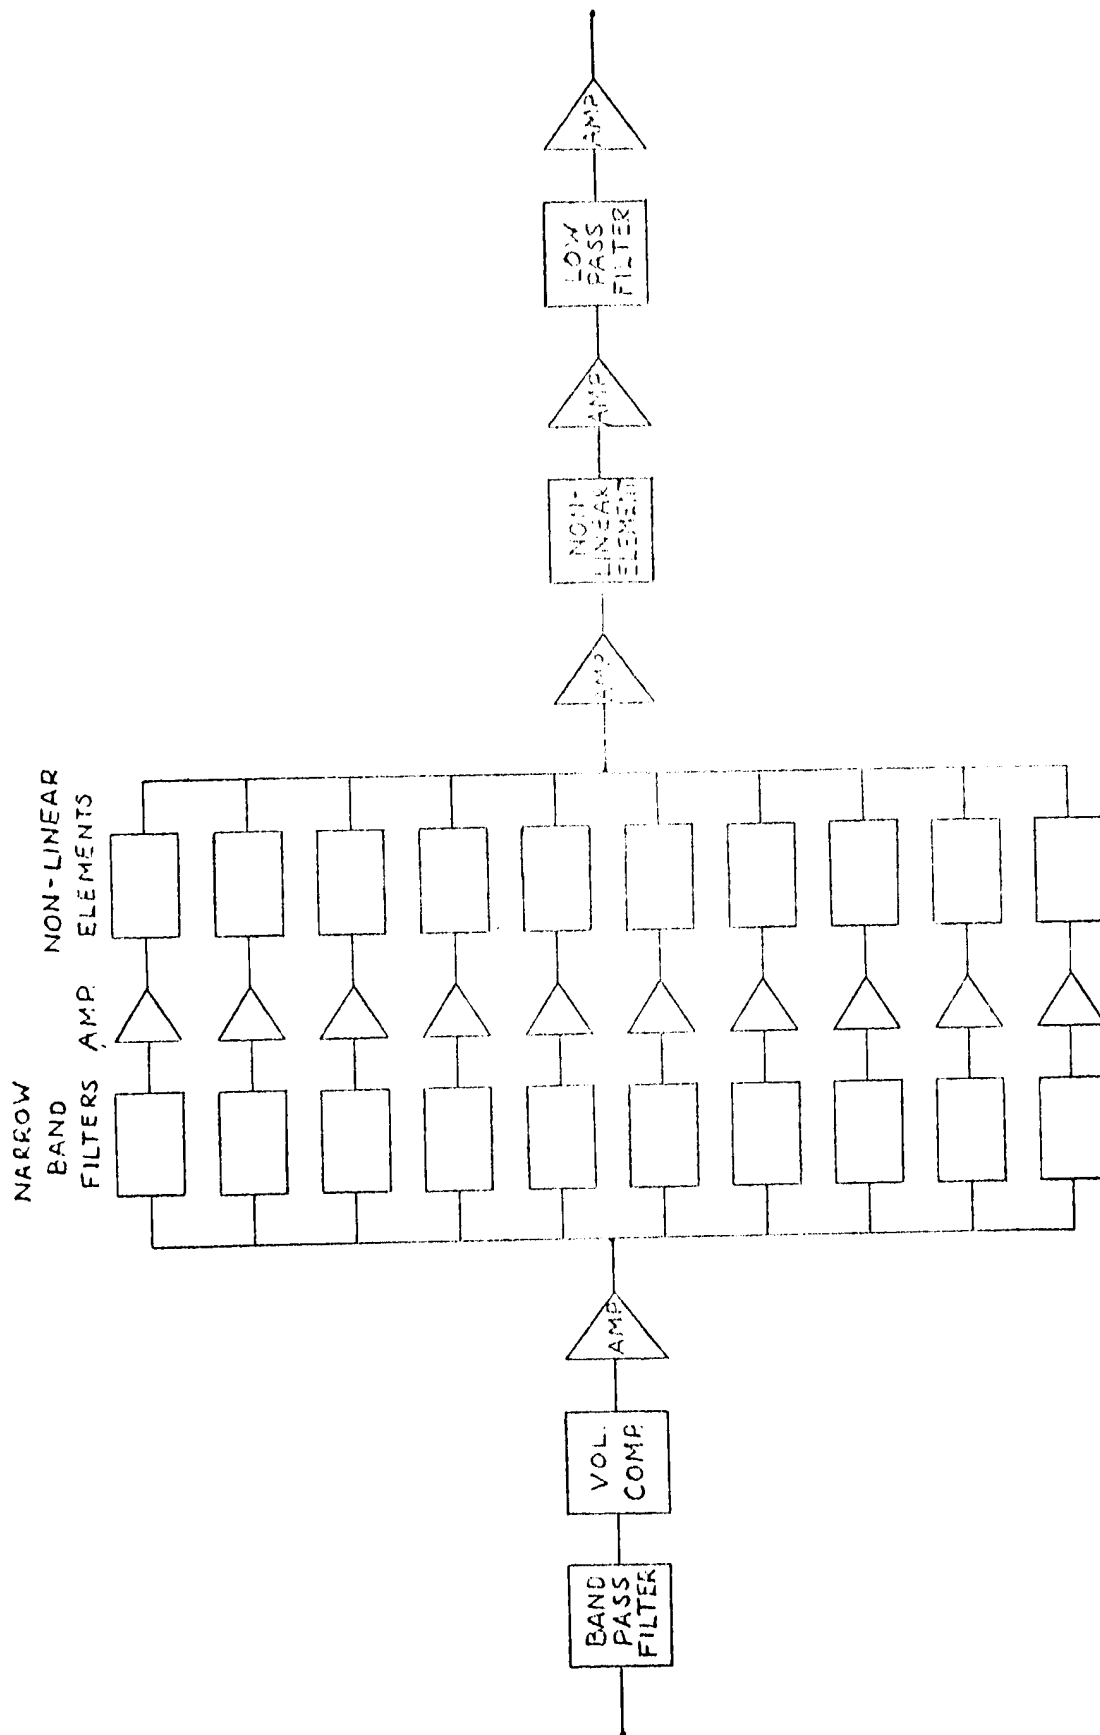 BAND
PASS
FILTER
VOL.
COMP.
AMP.
NARROW
BAND
FILTERS
AMP.
NON-LINEAR
ELEMENTS
AMP.
NON-
LINEAR
ELEMENT
AMP.
LOW
PASS
FILTER
AMP.